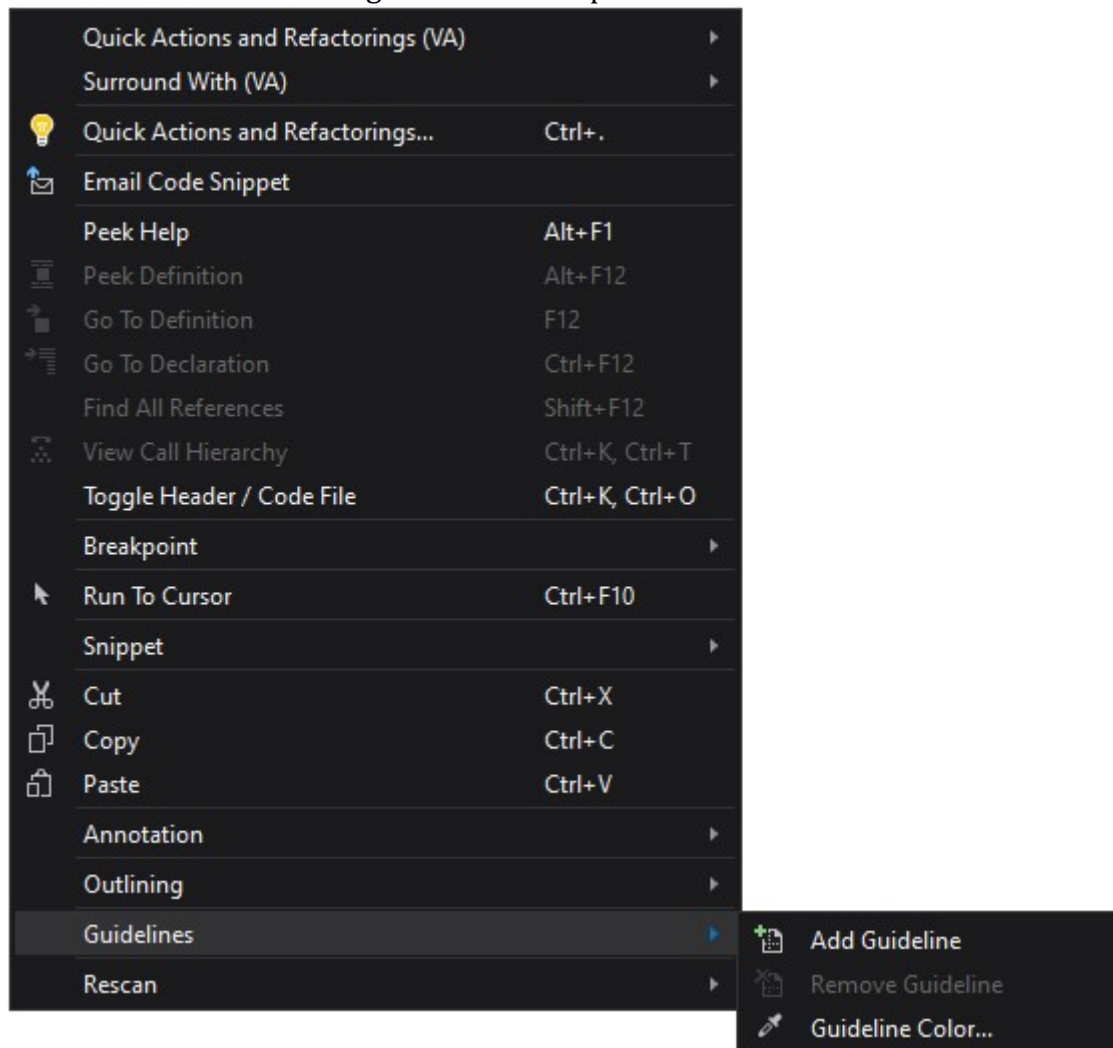 Quick Actions and Refactorings (VA)
Surround With (VA)
Quick Actions and Refactorings... Ctrl+.
Email Code Snippet
Peek Help Alt+F1
Peek Definition Alt+F12
Go To Definition F12
Go To Declaration Ctrl+F12
Find All References Shift+F12
View Call Hierarchy Ctrl+K, Ctrl+T
Toggle Header / Code File Ctrl+K, Ctrl+O
Breakpoint
Run To Cursor Ctrl+F10
Snippet
Cut Ctrl+X
Copy Ctrl+C
Paste Ctrl+V
Annotation
Outlining
Guidelines
Add Guideline
Rescan
Remove Guideline
Guideline Color...